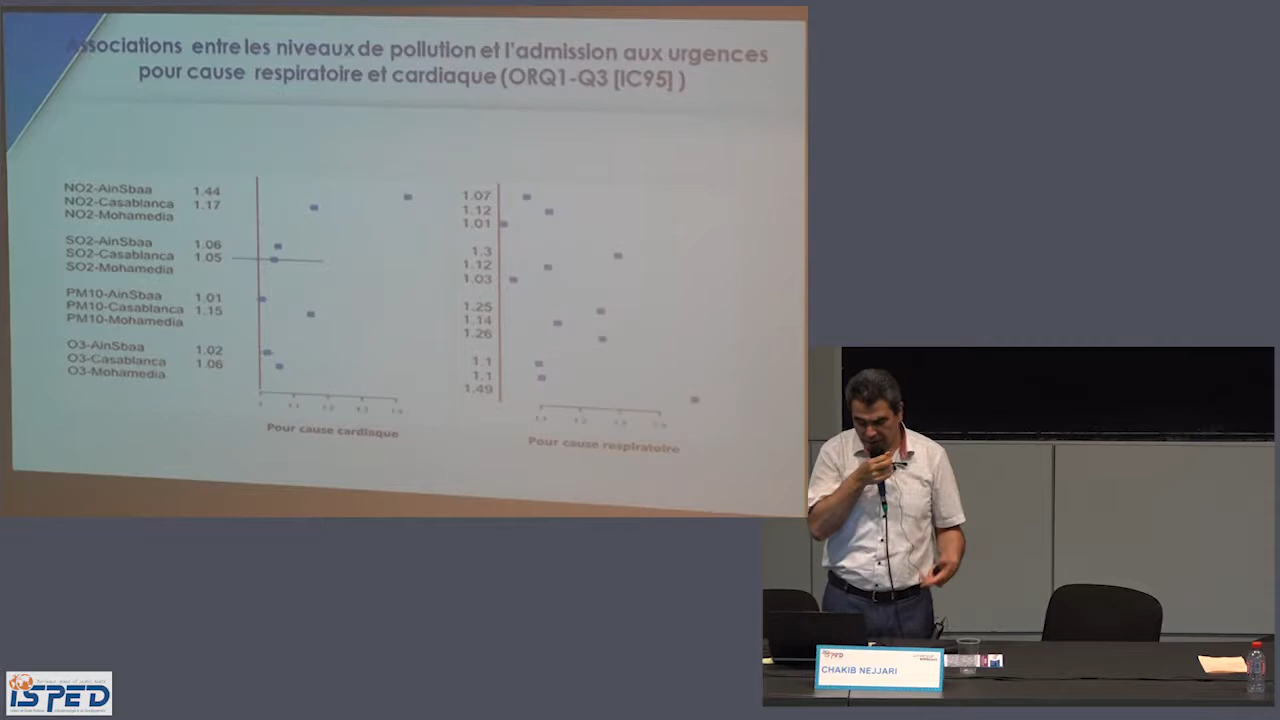 Associations entre les niveaux de pollution et l'admission aux urgences
pour cause respiratoire et cardiaque (ORQ1-Q3 [IC95] )
NO2-AinSbaa 1.44
NO2-Casablanca 1.17
NO2-Mohamedia
SO2-AinSbaa 1.06
SO2-Casablanca 1.05
SO2-Mohamedia
PM10-AinSbaa 1.01
PM10-Casablanca 1.15
PM10-Mohamedia
O3-AinSbaa 1.02
O3-Casablanca 1.06
O3-Mohamedia
Pour cause cardiaque
1.07
1.12
1.01
1.3
1.12
1.03
1.25
1.14
1.26
1.1
1.1
1.49
Pour cause respiratoire
CHAKIB NEJJARI
ISPED